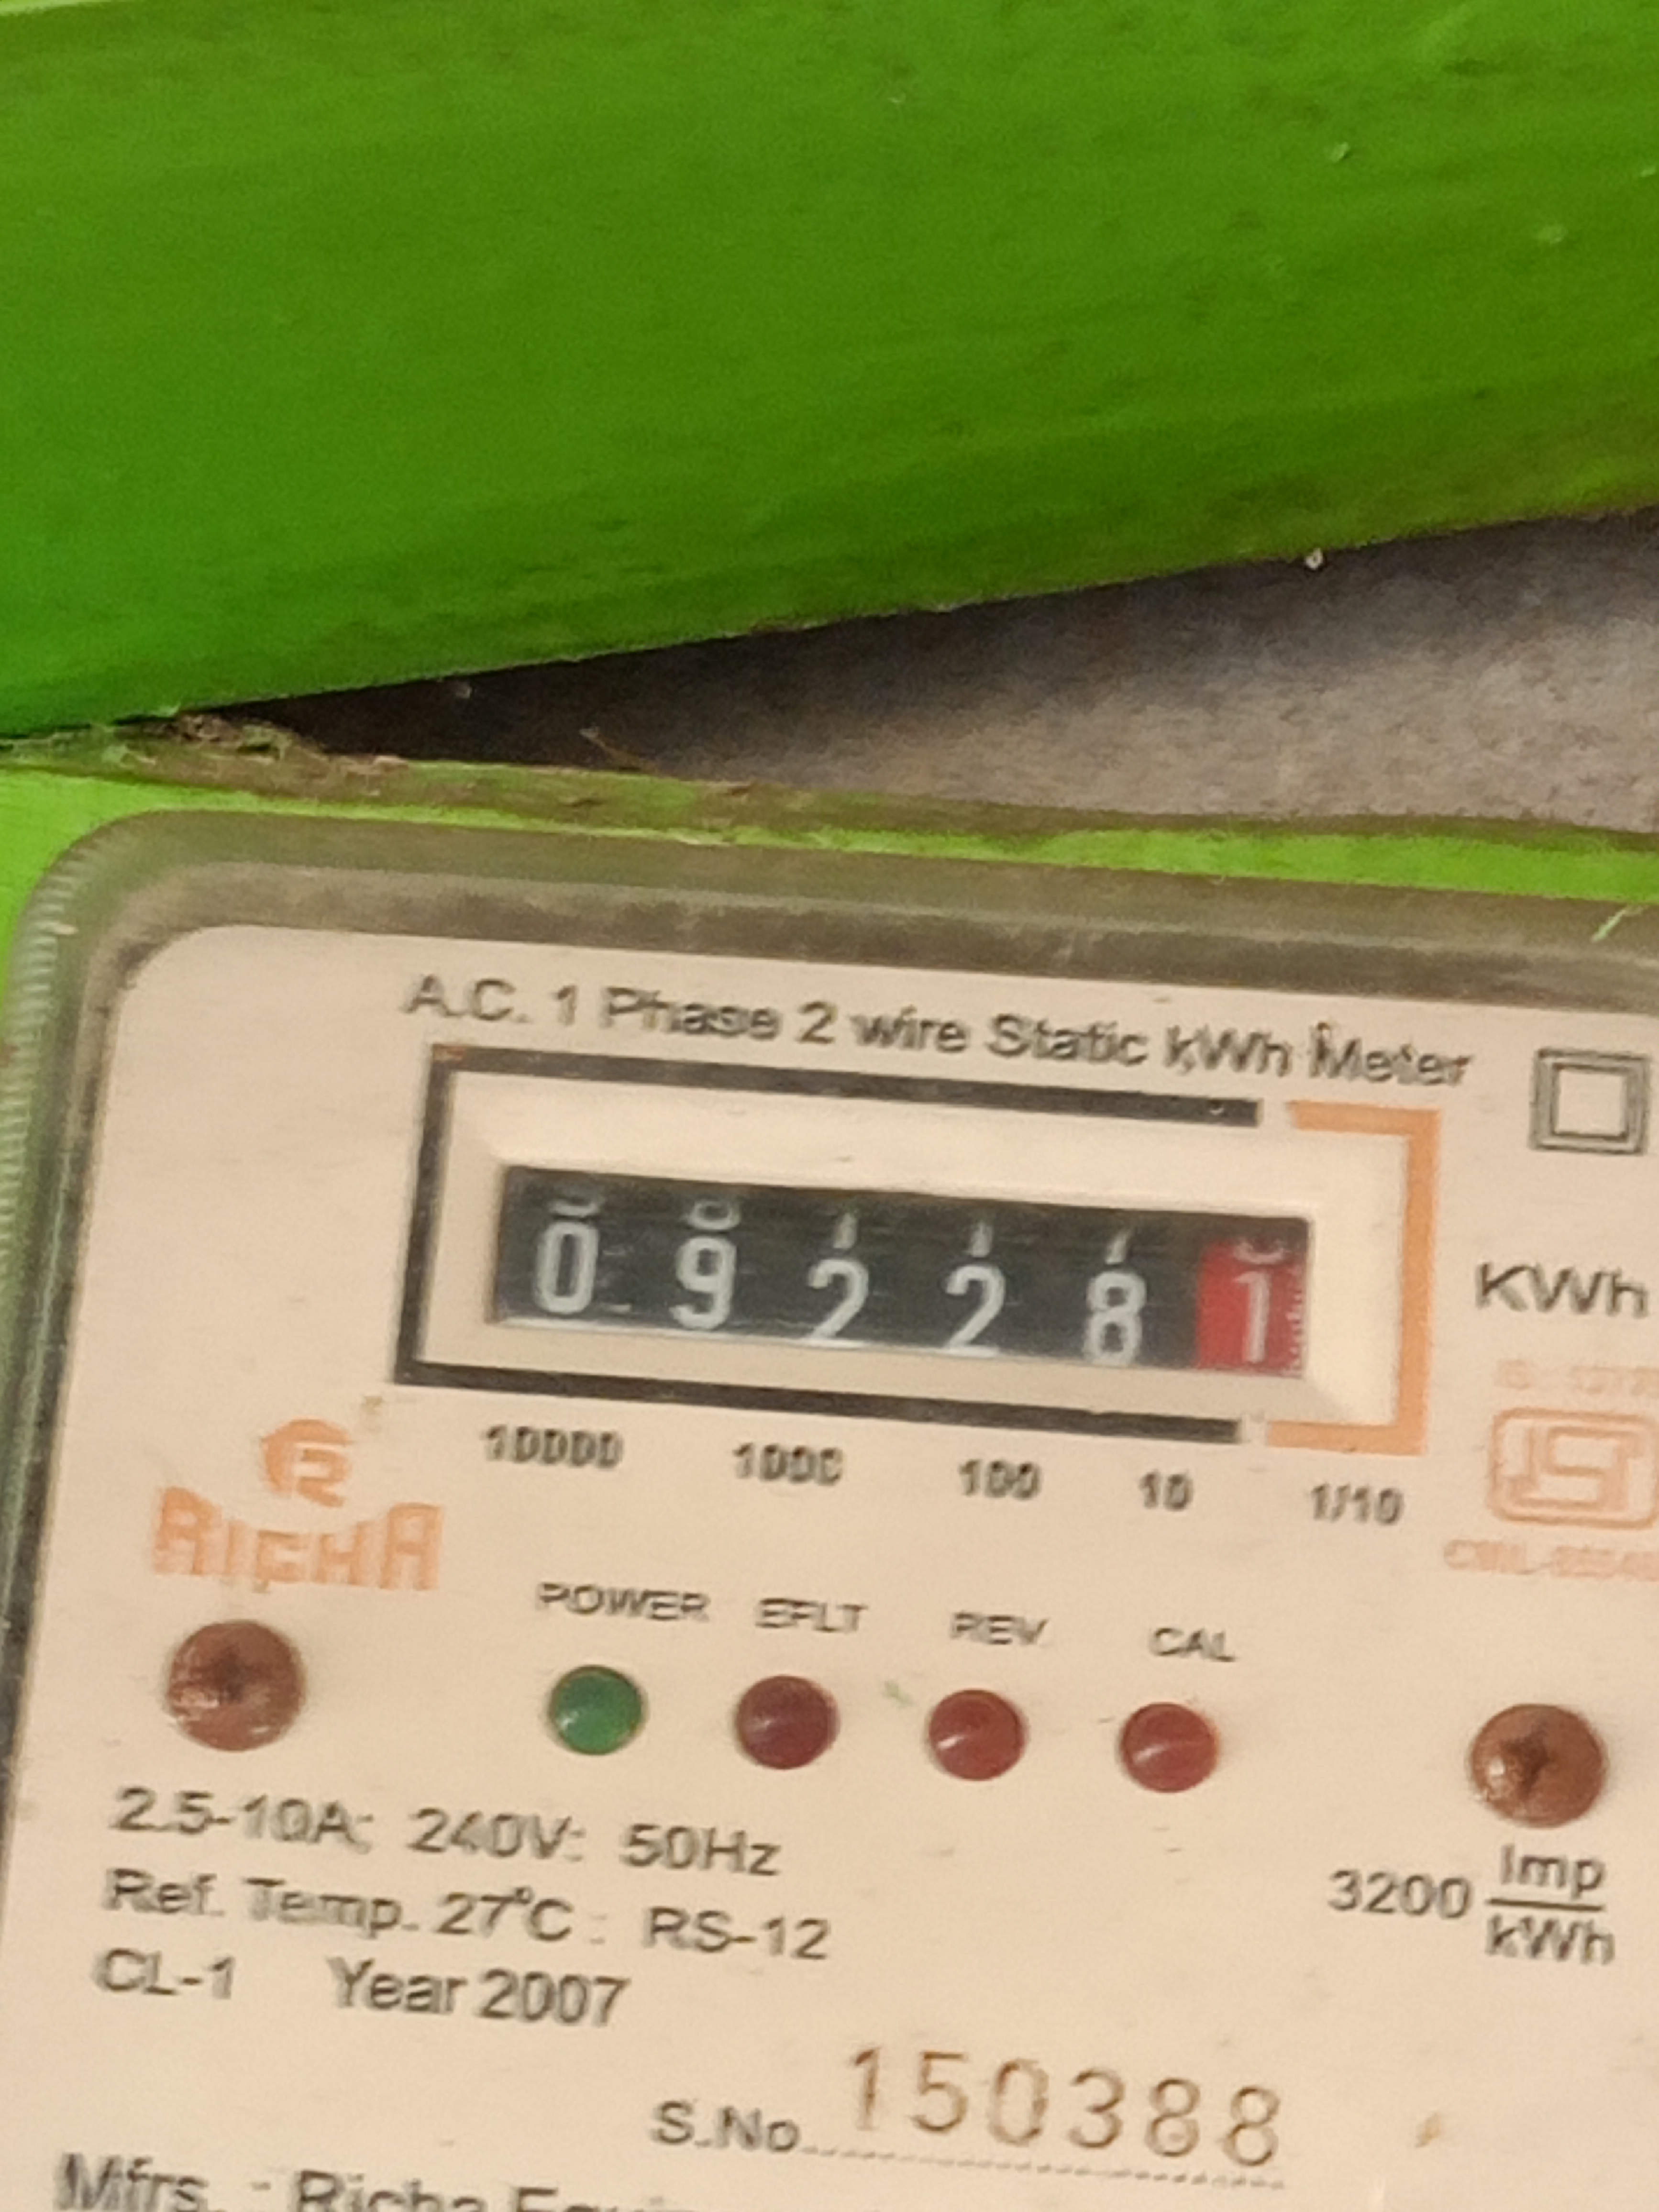 A.C. 1 Phase 2 wire Static kWh Meter
0 9 2 2 8 1
KWh
10000 1000 100 10 1/10
RICHA
POWER EFLT REV CAL
2.5-10A; 240V: 50Hz
3200 Imp
kWh
Ref. Temp. 27°C : RS-12
CL-1 Year 2007
S.No 150388
Mfrs. : Richa